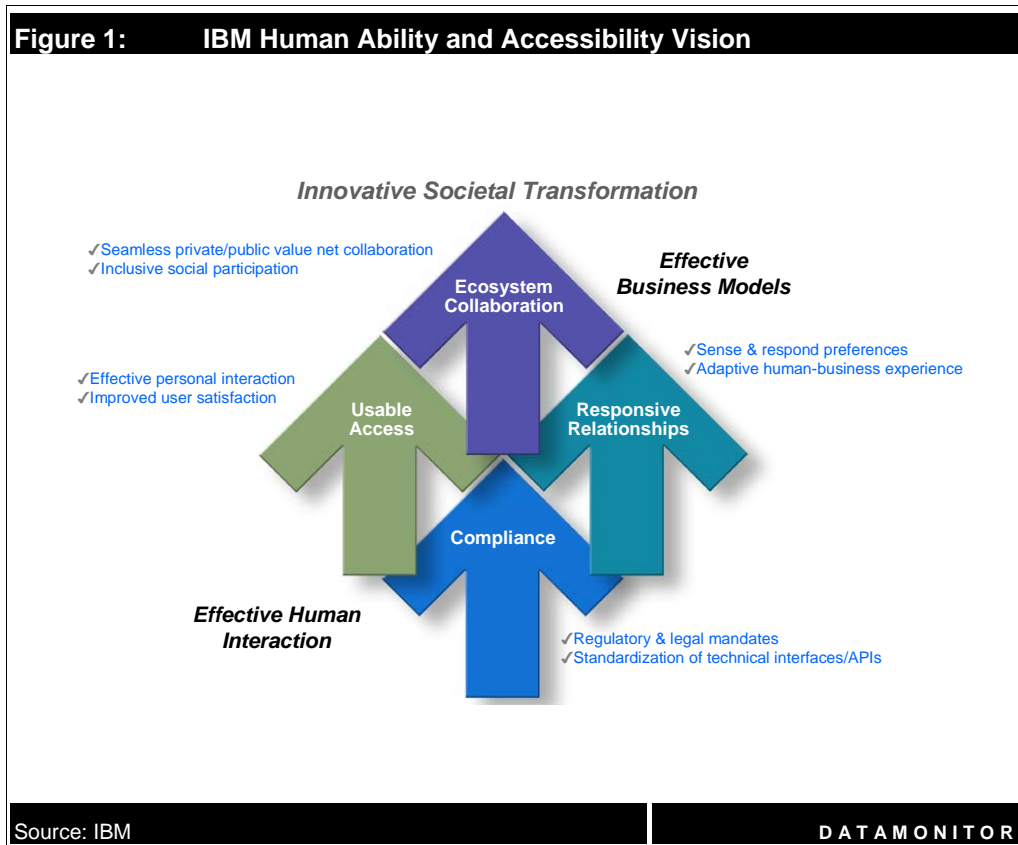 Figure 1: IBM Human Ability and Accessibility Vision
Innovative Societal Transformation
✓Seamless private/public value net collaboration
✓Inclusive social participation
Effective
Business Models
Ecosystem
Collaboration
✓Sense & respond preferences
✓Adaptive human-business experience
✓Effective personal interaction
✓Improved user satisfaction
Usable
Access
Responsive
Relationships
Compliance
Effective Human
Interaction
✓Regulatory & legal mandates
✓Standardization of technical interfaces/APIs
Source: IBM
DATAMONITOR